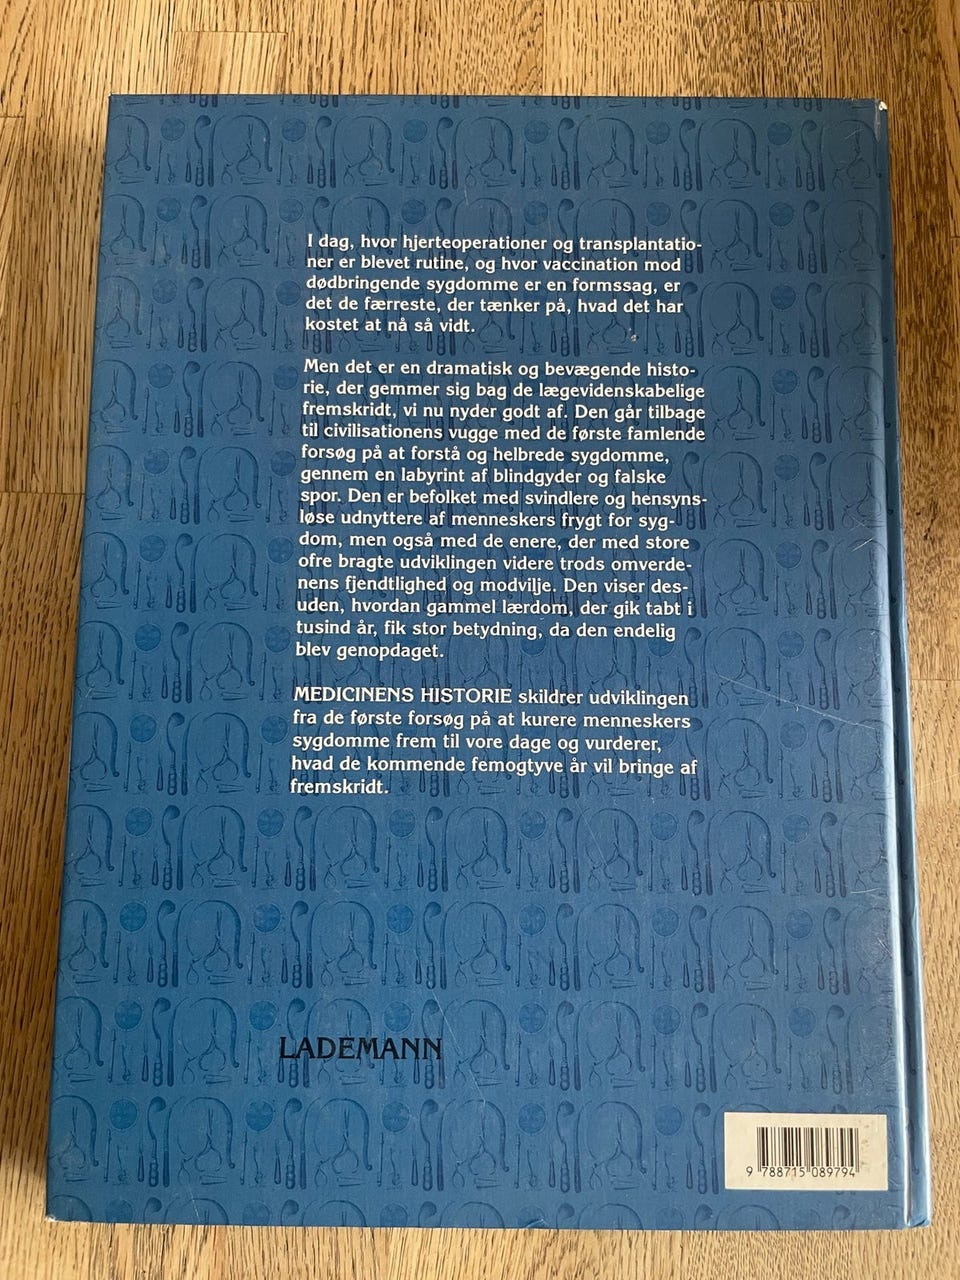 I dag, hvor hjerteoperationer og transplantatio-
ner er blevet rutine, og hvor vaccination mod
dødbringende sygdomme er en formssag, er
det de færreste, der tænker på, hvad det har
kostet at nå så vidt.
Men det er en dramatisk og bevægende histo-
rie, der gemmer sig bag de lægevidenskabelige
fremskridt, vi nu nyder godt af. Den går tilbage
til civilisationens vugge med de første famlende
forsøg på at forstå og helbrede sygdomme,
gennem en labyrint af blindgyder og falske
spor. Den er befolket med svindlere og hensyns-
løse udnyttere af menneskers frygt for syg-
dom, men også med de enere, der med store
ofre bragte udviklingen videre trods omverde-
nens fjendtlighed og modvilje. Den viser des-
uden, hvordan gammel lærdom, der gik tabt i
tusind år, fik stor betydning, da den endelig
blev genopdaget.
MEDICINENS HISTORIE skildrer udviklingen
fra de første forsøg på at kurere menneskers
sygdomme frem til vore dage og vurderer,
hvad de kommende femogtyve år vil bringe af
fremskridt.
LADEMANN
9 788715 089794